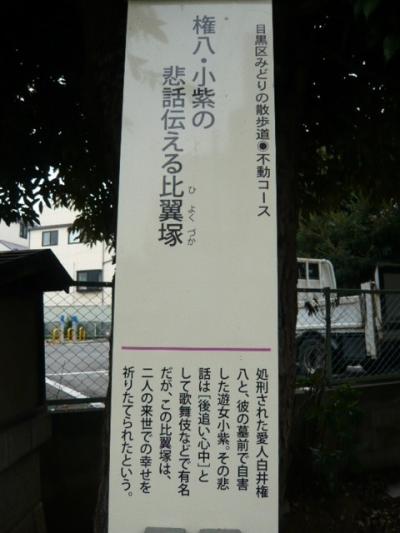 目黒区みどりの散歩道◉不動コース
権八・小紫の
悲話伝える比翼塚
ひよくづか
処刑された愛人白井権
八と、彼の墓前で自害
した遊女小紫。その悲
話は［後追い心中］と
して歌舞伎などで有名
だが、この比翼塚は、
二人の来世での幸せを
祈りたてられたという。